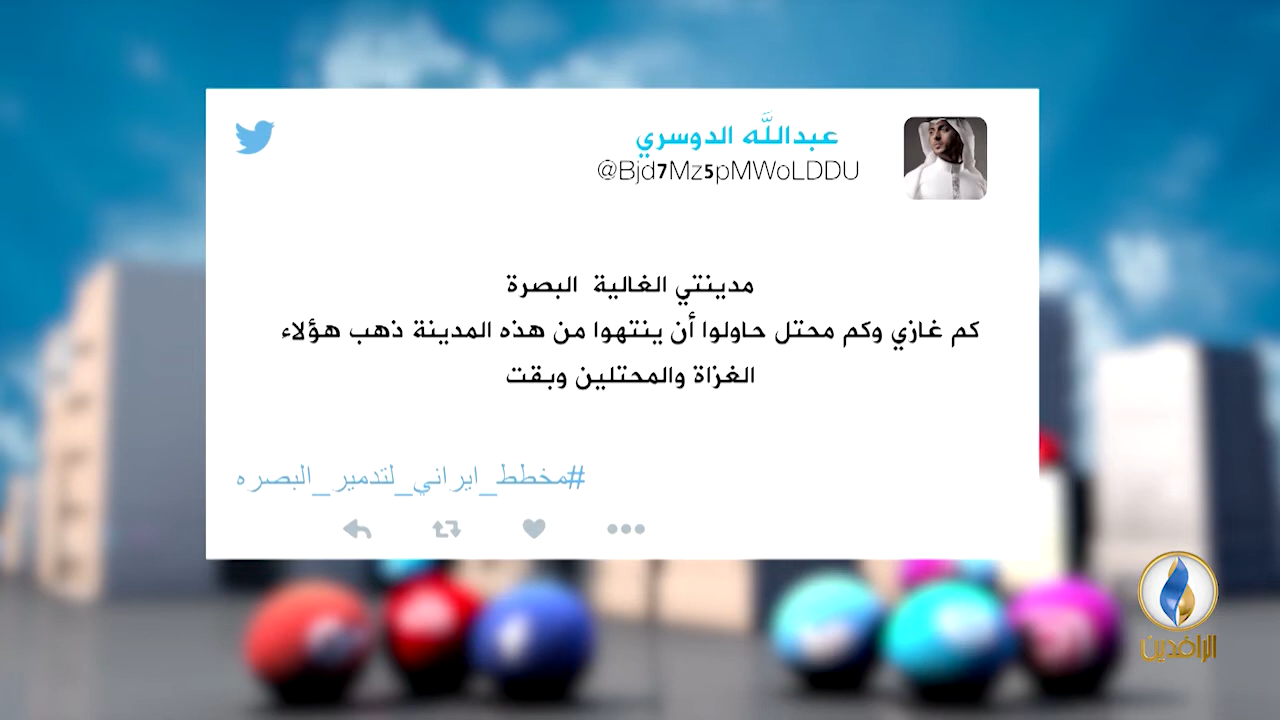 عبدالله الدوسري
@Bjd7Mz5pMWoLDDU
مدينتي الغالية البصرة
كم غازي وكم محتل حاولوا أن ينتهوا من هذه المدينة ذهب هؤلاء
الغزاة والمحتلين وبقت
#مخطط_ايراني_لتدمير_البصره
الرافدين